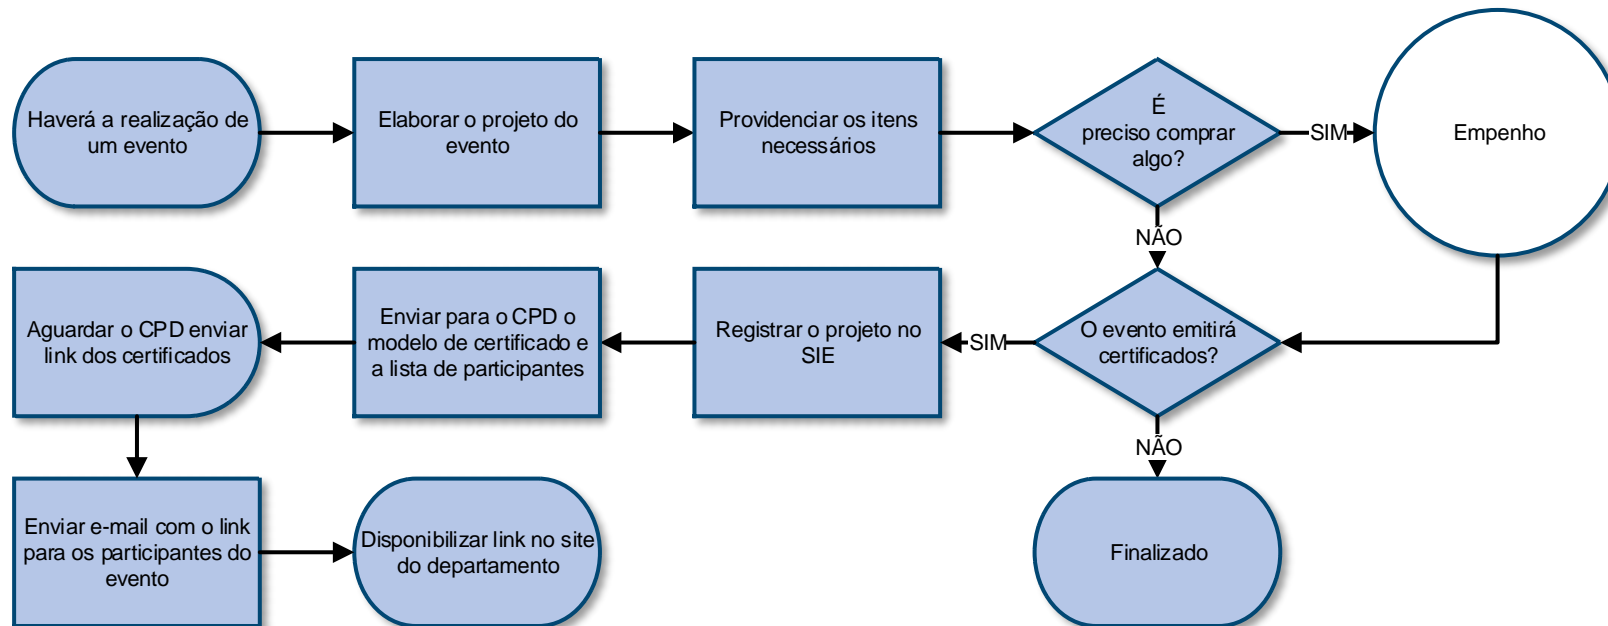 Haverá a realização de
um evento
Elaborar o projeto do
evento
Providenciar os itens
necessários
É
preciso comprar
algo?
SIM
Empenho
NÃO
Aguardar o CPD enviar
link dos certificados
Enviar para o CPD o
modelo de certificado e
a lista de participantes
Registrar o projeto no
SIE
SIM
O evento emitirá
certificados?
NÃO
Enviar e-mail com o link
para os participantes do
evento
Disponibilizar link no site
do departamento
Finalizado